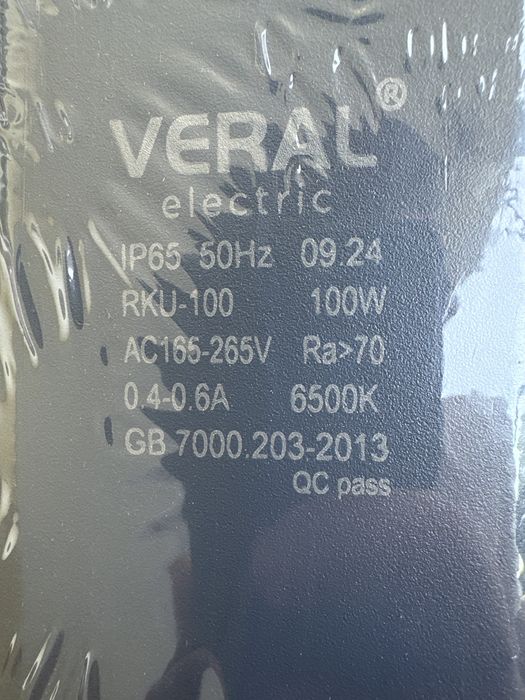 VERAL®
electric
IP65 50Hz 09.24
RKU-100 100W
AC165-265V Ra>70
0.4-0.6A 6500K
GB 7000.203-2013
QC pass